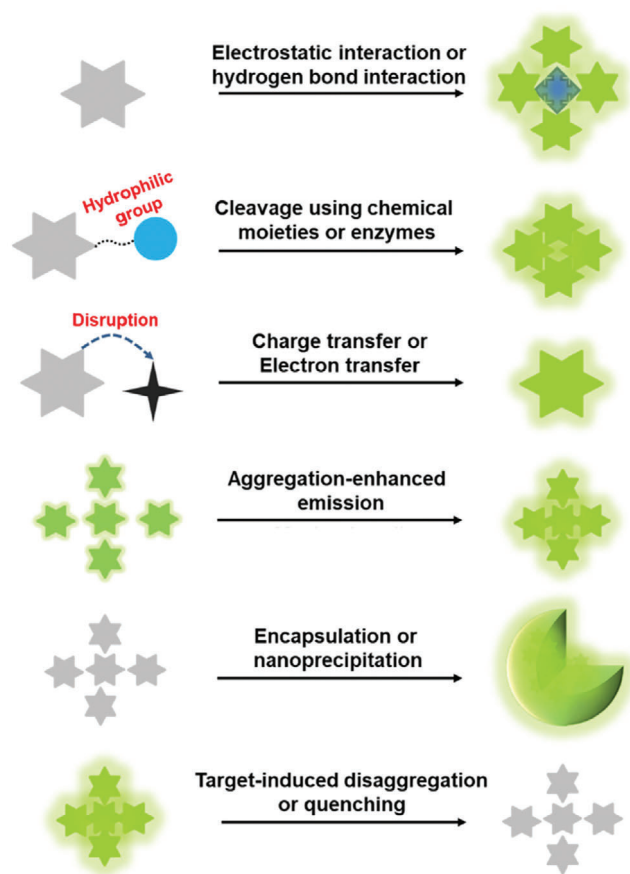 Electrostatic interaction or
hydrogen bond interaction
Hydrophilic
group
Cleavage using chemical
moieties or enzymes
Disruption
Charge transfer or
Electron transfer
Aggregation-enhanced
emission
Encapsulation or
nanoprecipitation
Target-induced disaggregation
or quenching